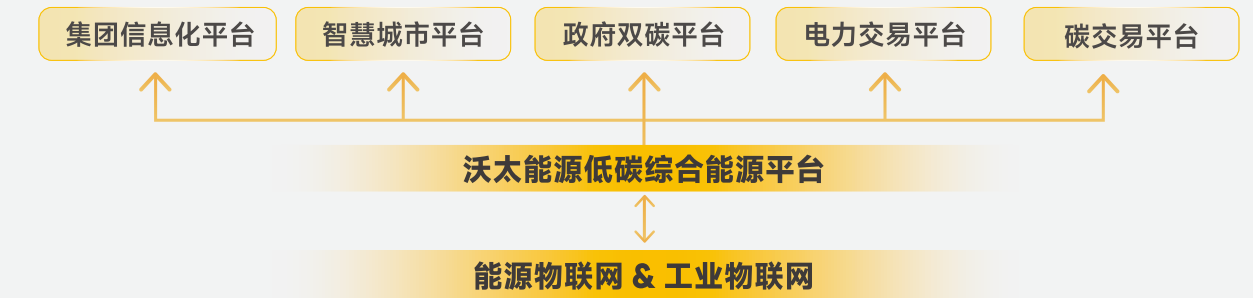 集团信息化平台
智慧城市平台
政府双碳平台
电力交易平台
碳交易平台
沃太能源低碳综合能源平台
能源物联网 & 工业物联网